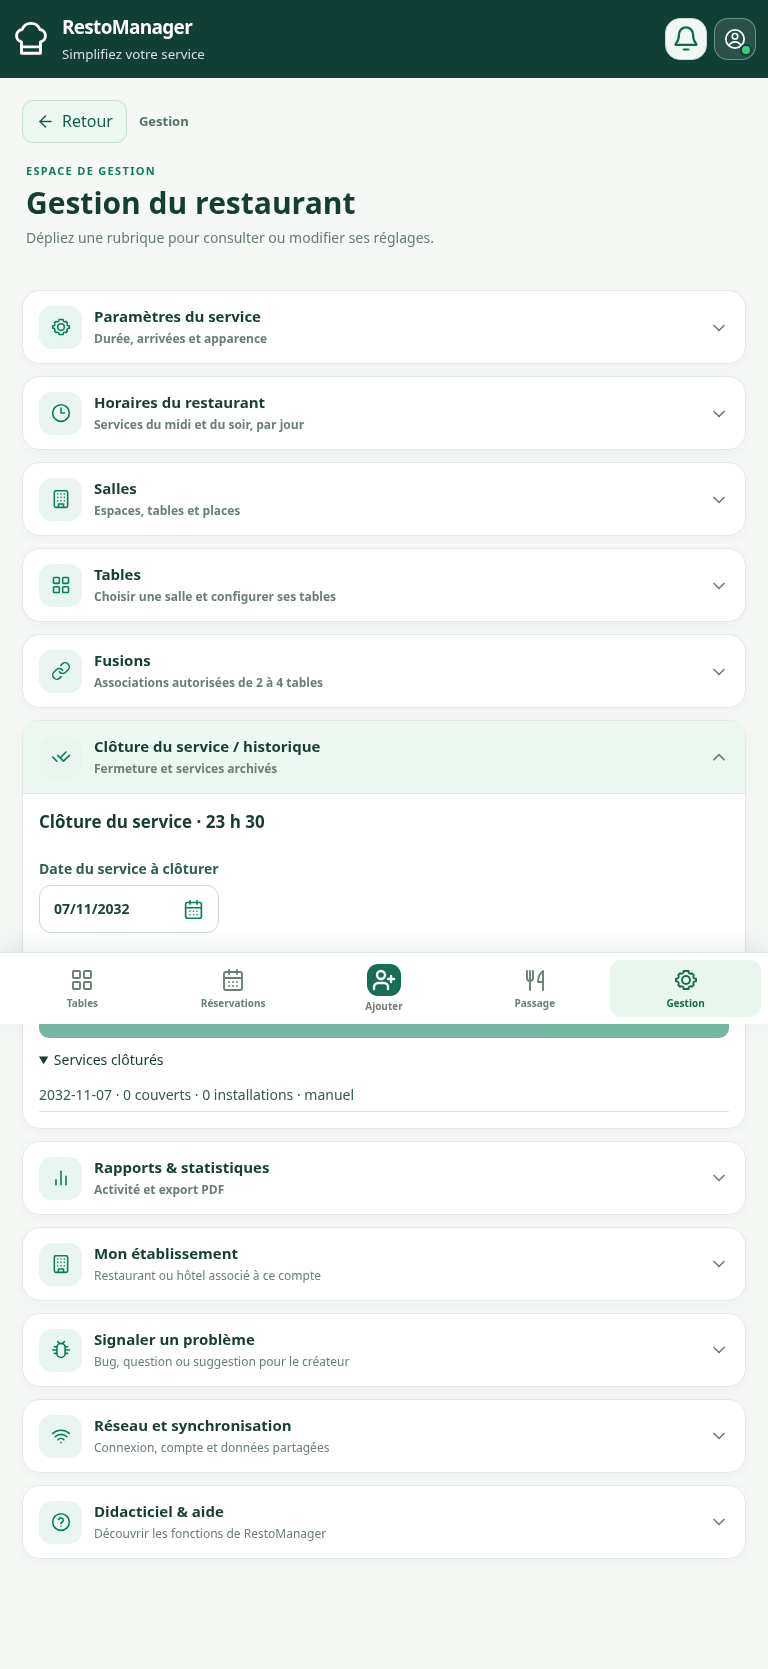 RestoManager
Simplifiez votre service
Retour
Gestion
ESPACE DE GESTION
Gestion du restaurant
Dépliez une rubrique pour consulter ou modifier ses réglages.
Paramètres du service
Durée, arrivées et apparence
Horaires du restaurant
Services du midi et du soir, par jour
Salles
Espaces, tables et places
Tables
Choisir une salle et configurer ses tables
Fusions
Associations autorisées de 2 à 4 tables
Clôture du service / historique
Fermeture et services archivés
Clôture du service · 23 h 30
Date du service à clôturer
07/11/2032
Tables
Réservations
Ajouter
Passage
Gestion
▼ Services clôturés
2032-11-07 · 0 couverts · 0 installations · manuel
Rapports & statistiques
Activité et export PDF
Mon établissement
Restaurant ou hôtel associé à ce compte
Signaler un problème
Bug, question ou suggestion pour le créateur
Réseau et synchronisation
Connexion, compte et données partagées
Didacticiel & aide
Découvrir les fonctions de RestoManager